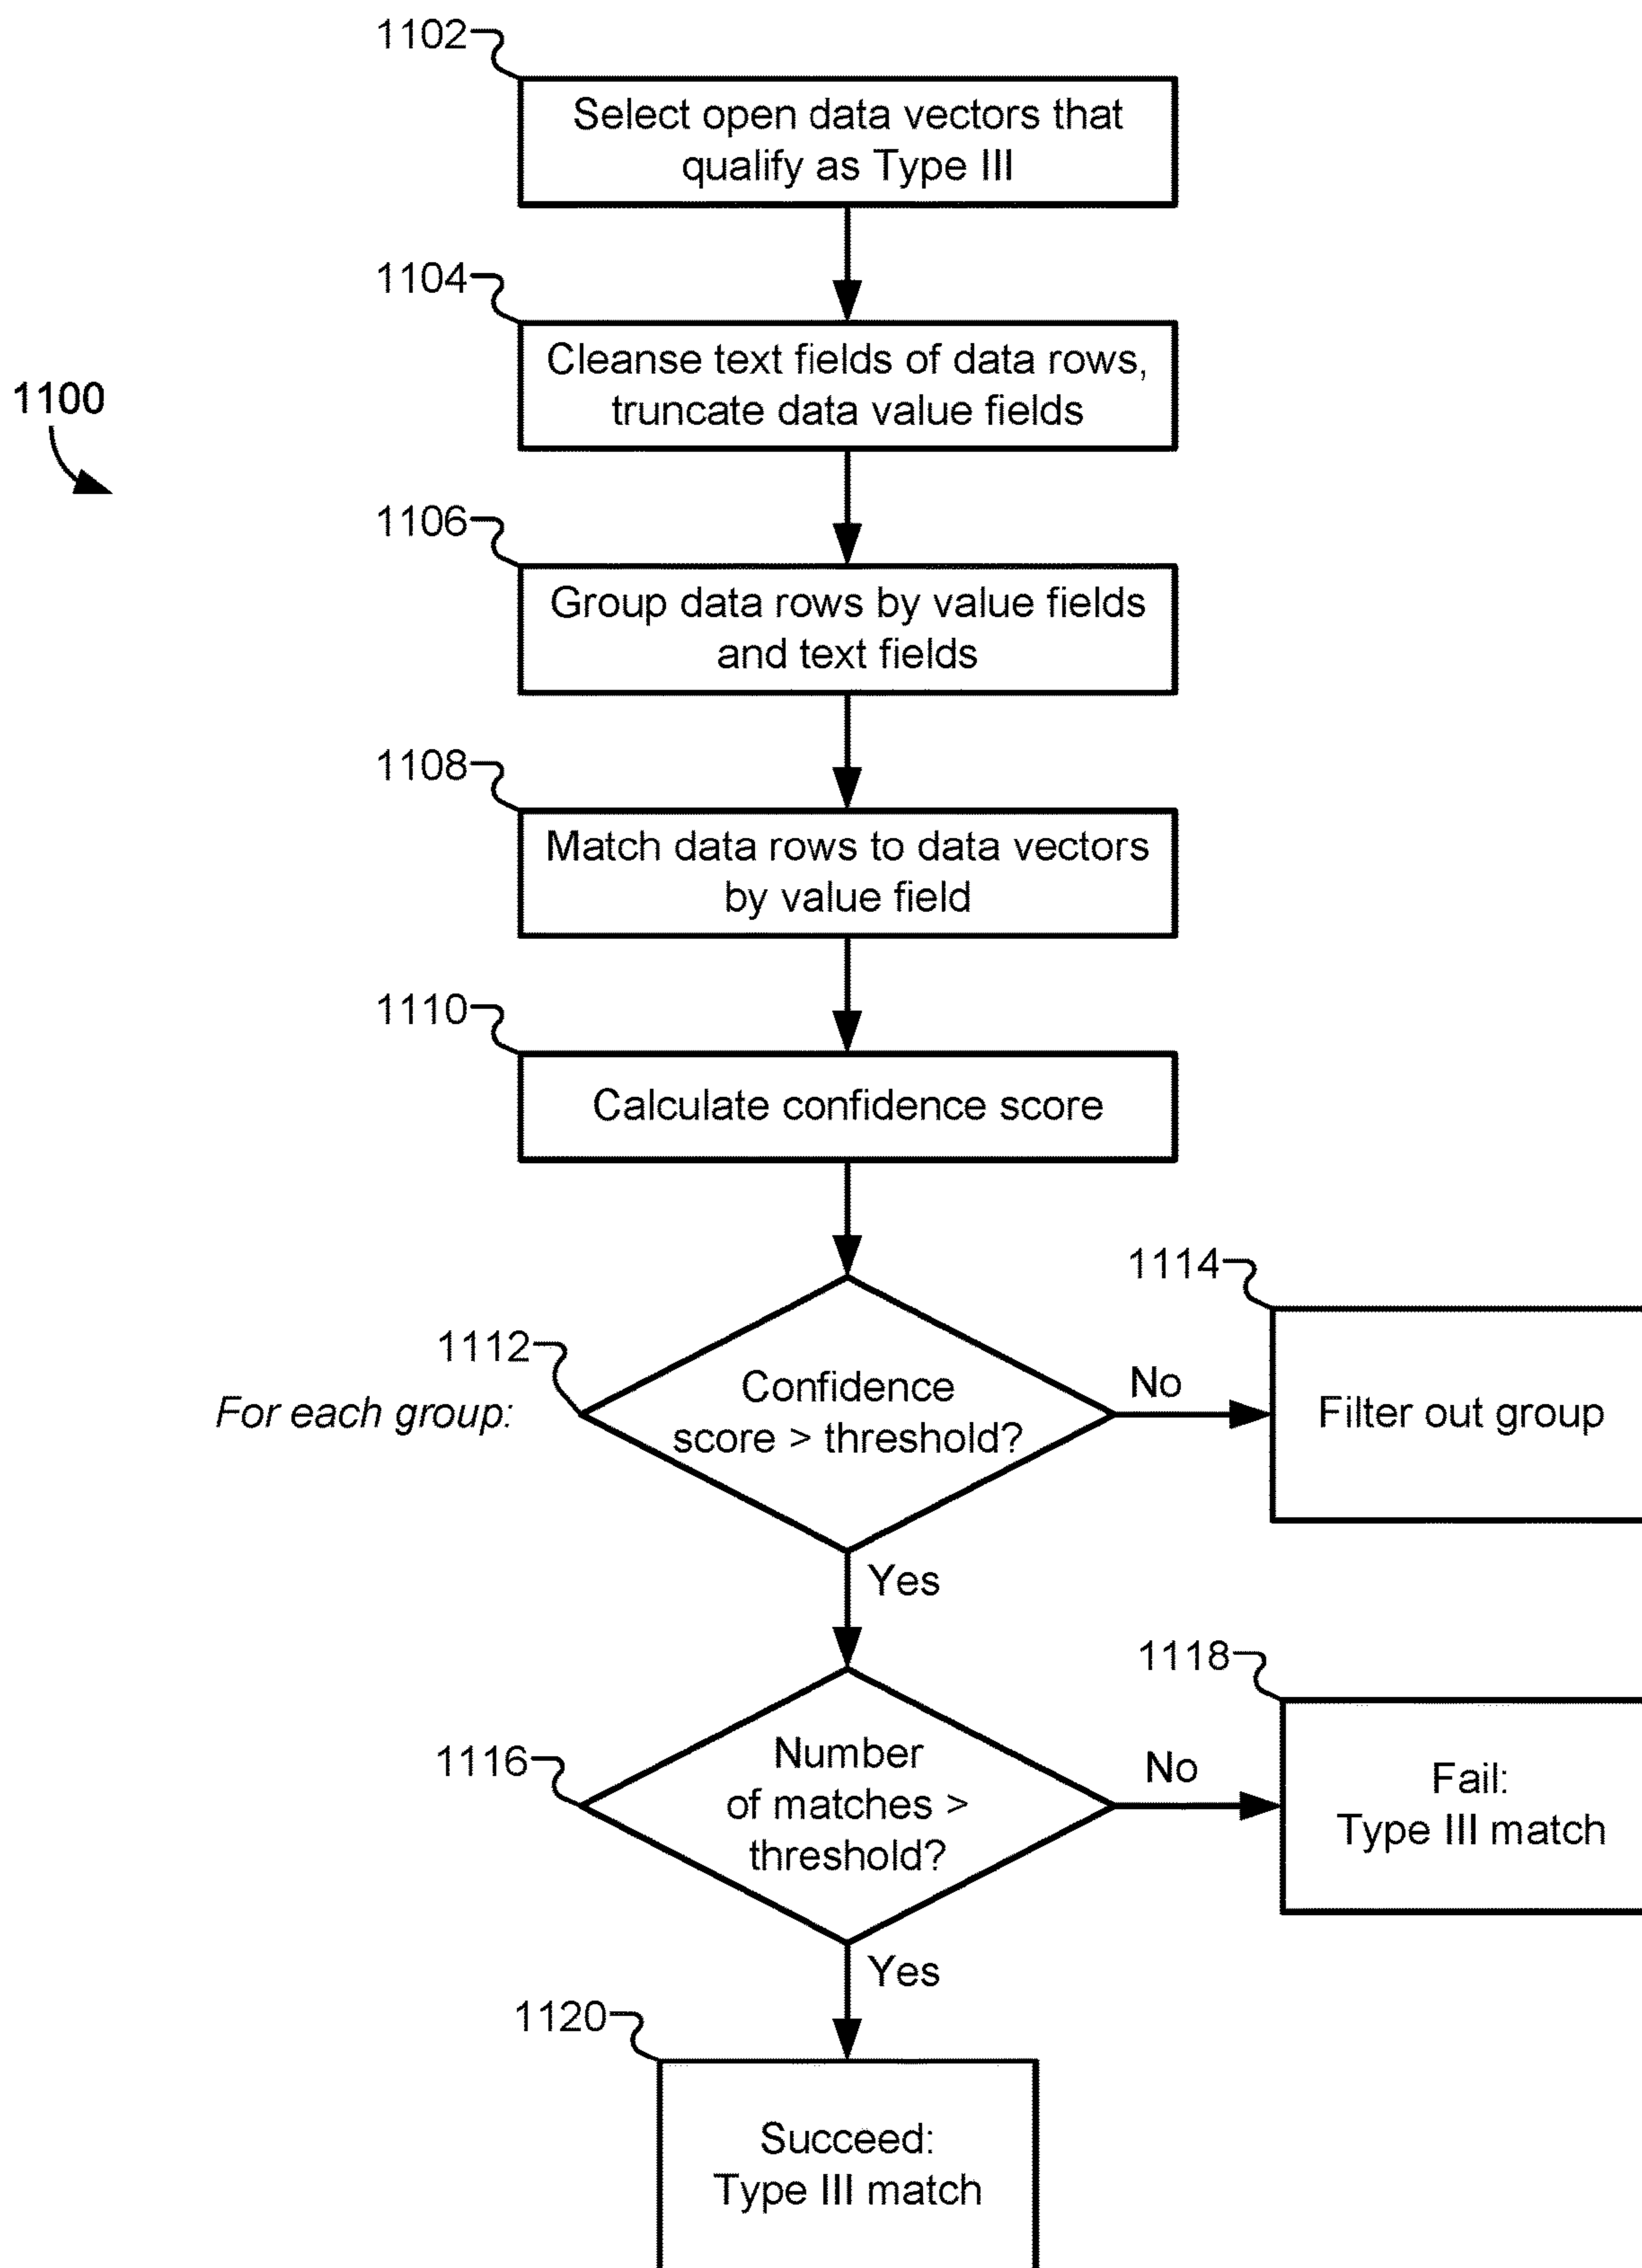 1102
Select open data vectors that
qualify as Type III
1104
Cleanse text fields of data rows,
truncate data value fields
1100
1106
Group data rows by value fields
and text fields
1108
Match data rows to data vectors
by value field
1110
Calculate confidence score
1114
1112
For each group:
Confidence
score > threshold?
No
Filter out group
Yes
1118
1116
Number
of matches >
threshold?
No
Fail:
Type III match
Yes
1120
Succeed:
Type III match